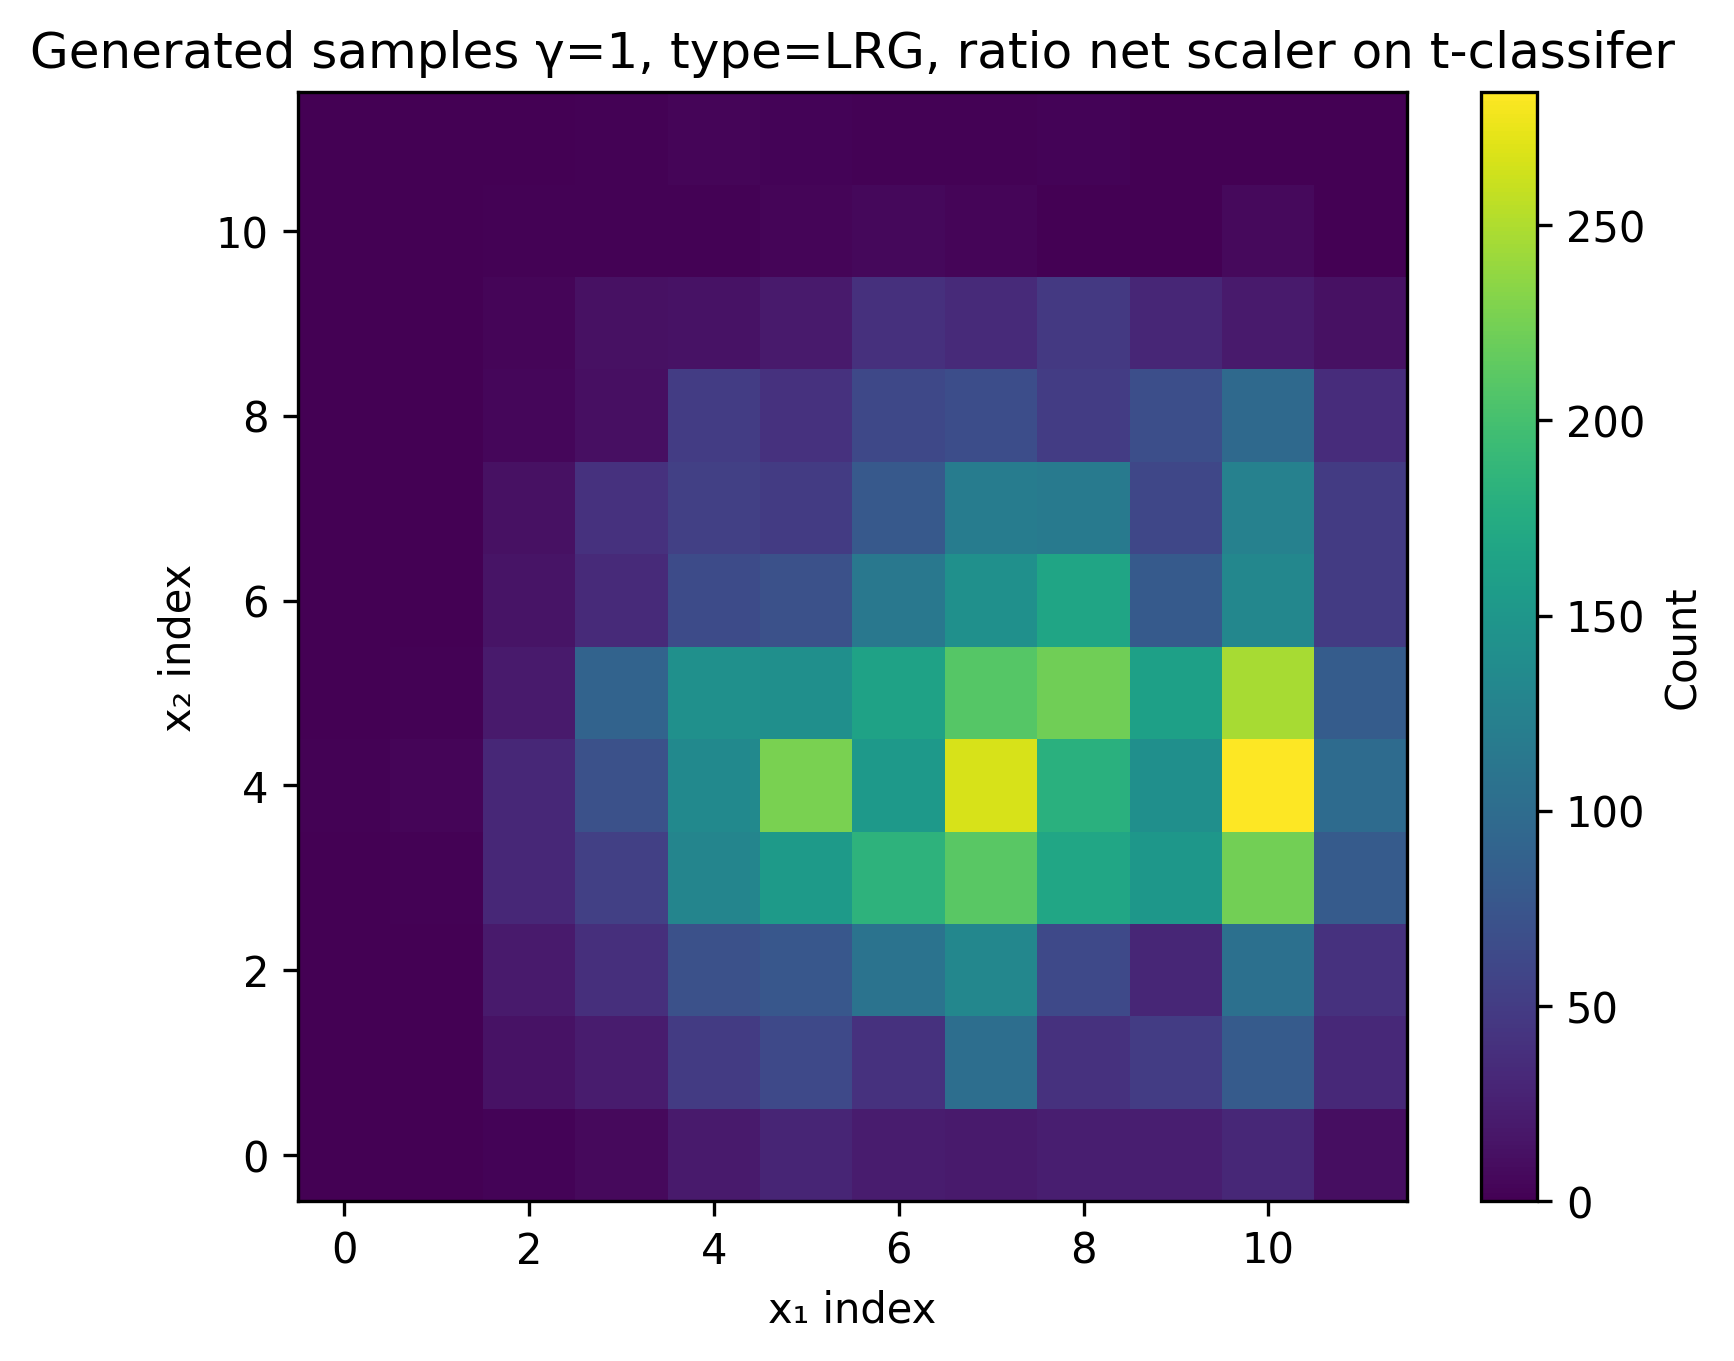 Generated samples γ=1, type=LRG, ratio net scaler on t-classifer
10
8
6
4
2
0
x₂ index
0 2 4 6 8 10
x₁ index
250
200
150
100
50
0
Count